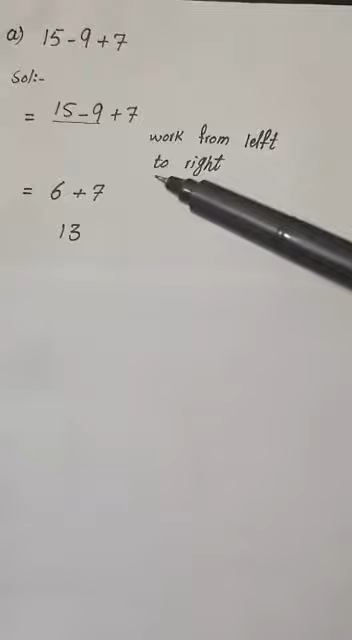 a) 15-9+7
Sol:-
= 15-9+7
work from lelft
to right
= 6+7
13